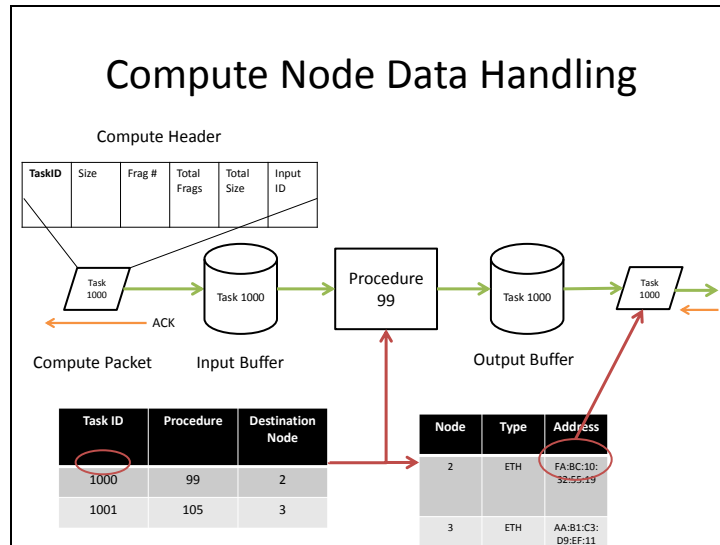 Compute Node Data Handling
Compute Header
TaskID Size Frag # Total Total Input
Frags Size ID
Task
1000
Task 1000
Procedure
99
Task 1000
Task
1000
ACK
Compute Packet Input Buffer Output Buffer
Task ID Procedure Destination
Node
1000 99 2
1001 105 3
Node Type Address
2 ETH FA:BC:10:
32:55:19
3 ETH AA:B1:C3:
D9:EF:11